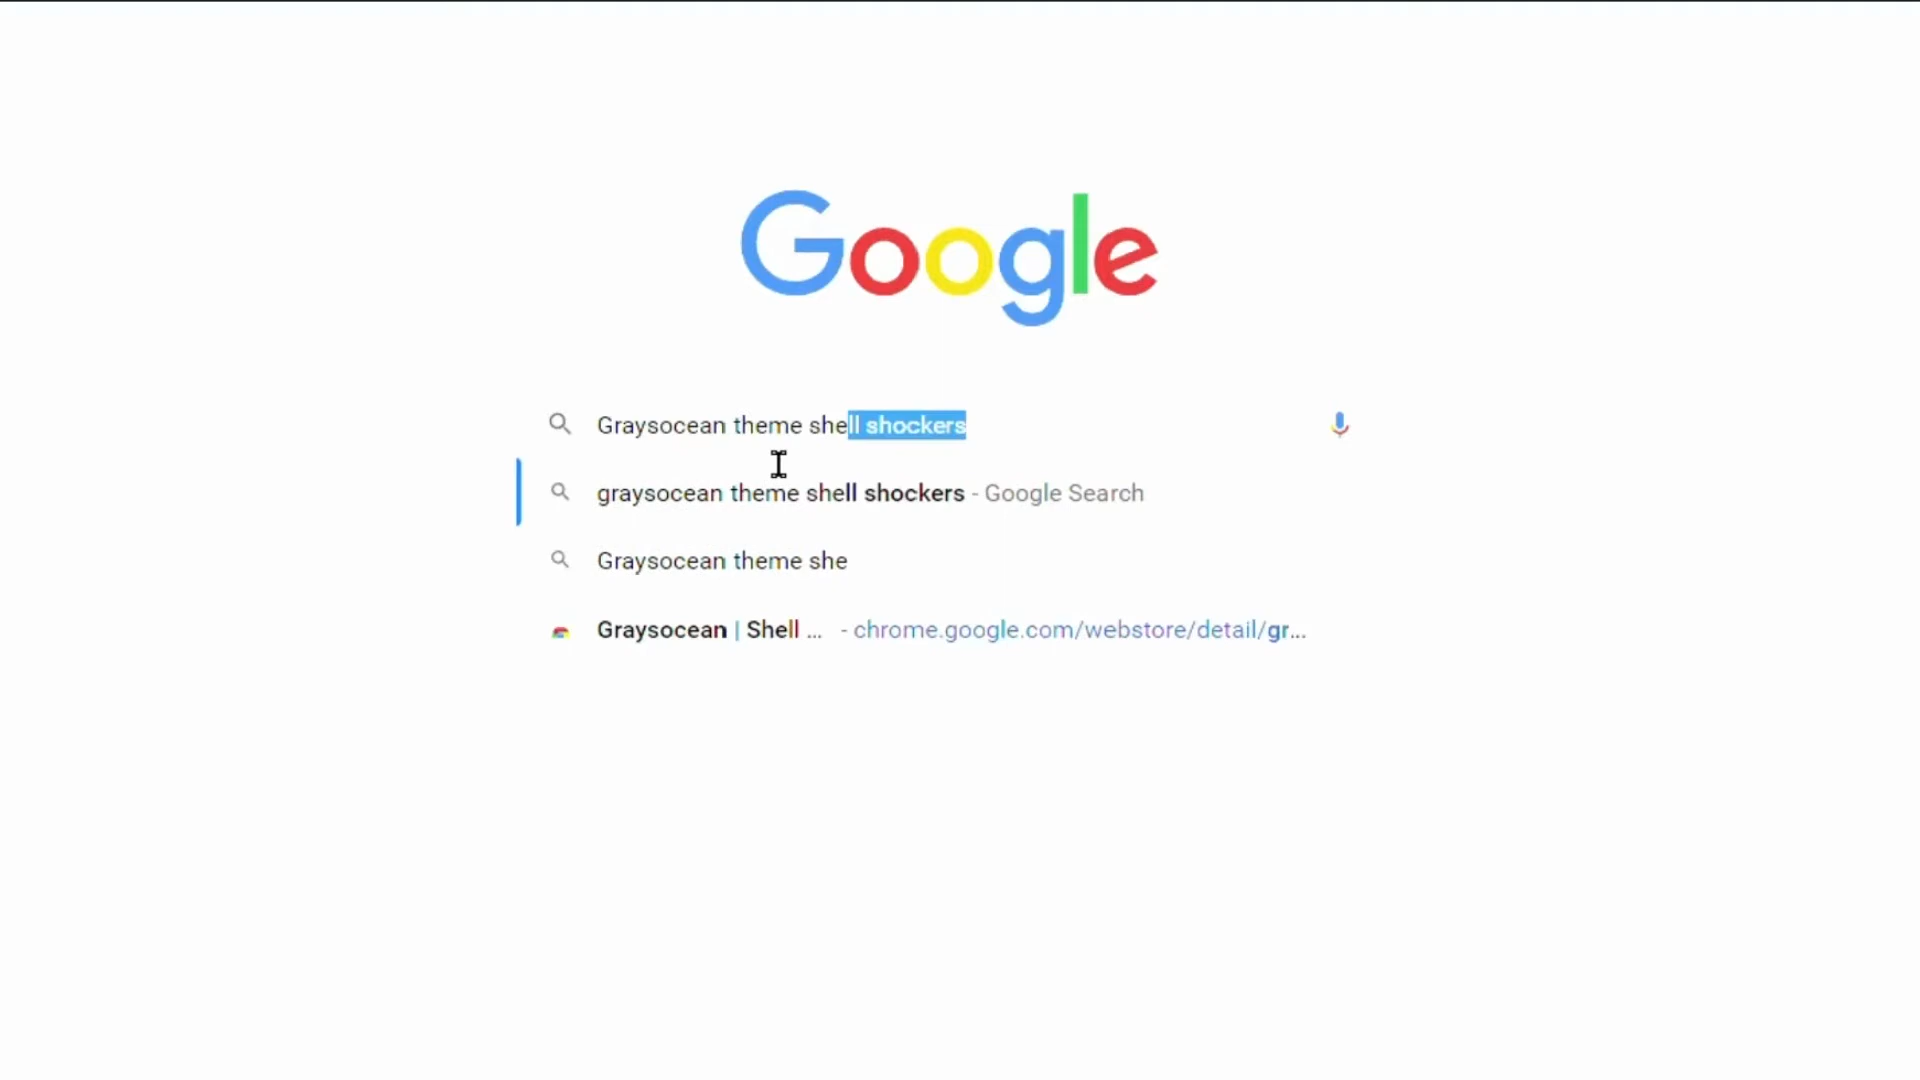 Google
Graysocean theme shell shockers
graysocean theme shell shockers - Google Search
Graysocean theme she
Graysocean | Shell ... - chrome.google.com/webstore/detail/gr...